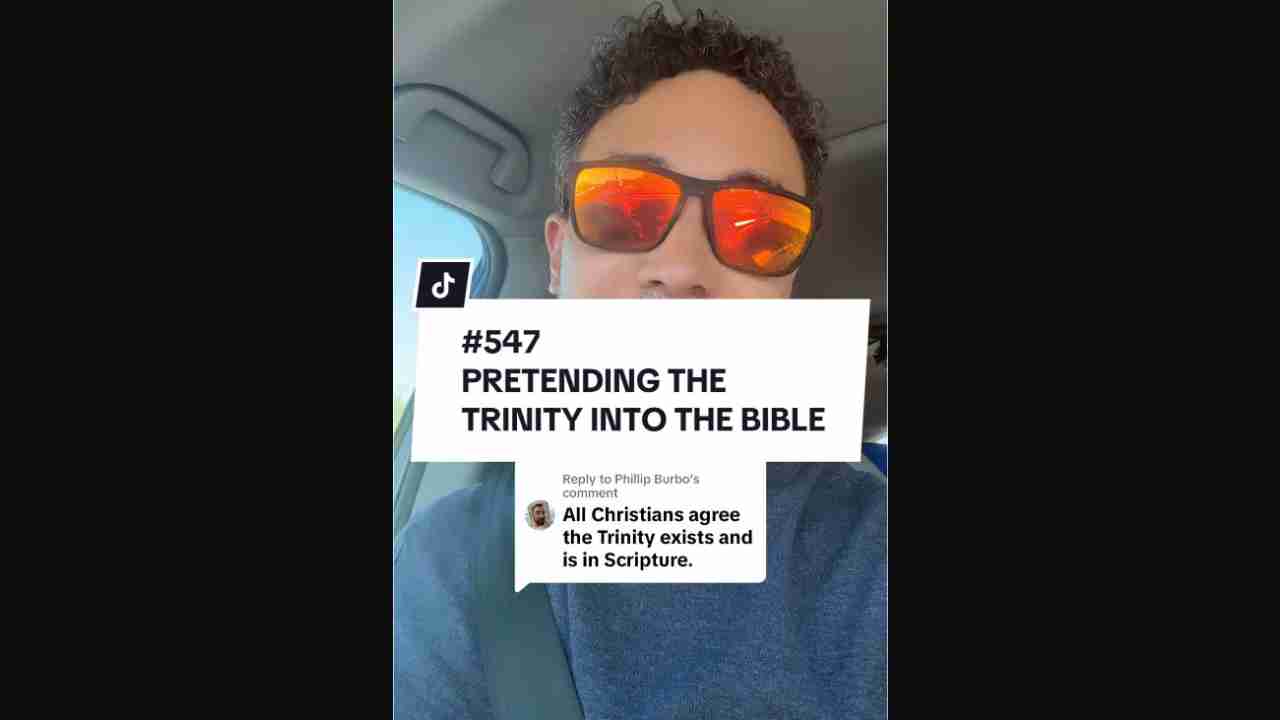 #547
PRETENDING THE
TRINITY INTO THE BIBLE
Reply to Phillip Burbo's
comment
All Christians agree
the Trinity exists and
is in Scripture.